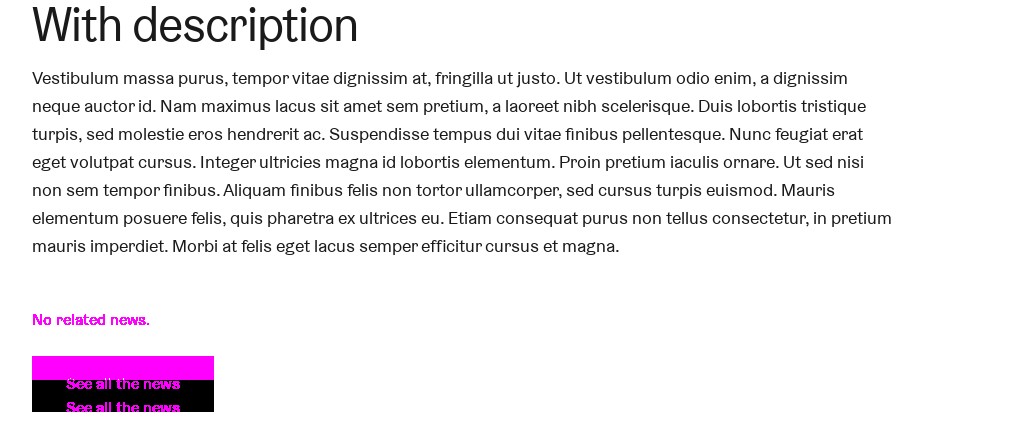 With description
Vestibulum massa purus, tempor vitae dignissim at, fringilla ut justo. Ut vestibulum odio enim, a dignissim
neque auctor id. Nam maximus lacus sit amet sem pretium, a laoreet nibh scelerisque. Duis lobortis tristique
turpis, sed molestie eros hendrerit ac. Suspendisse tempus dui vitae finibus pellentesque. Nunc feugiat erat
eget volutpat cursus. Integer ultricies magna id lobortis elementum. Proin pretium iaculis ornare. Ut sed nisi
non sem tempor finibus. Aliquam finibus felis non tortor ullamcorper, sed cursus turpis euismod. Mauris
elementum posuere felis, quis pharetra ex ultrices eu. Etiam consequat purus non tellus consectetur, in pretium
mauris imperdiet. Morbi at felis eget lacus semper efficitur cursus et magna.
No related news.
See all the news
See all the news